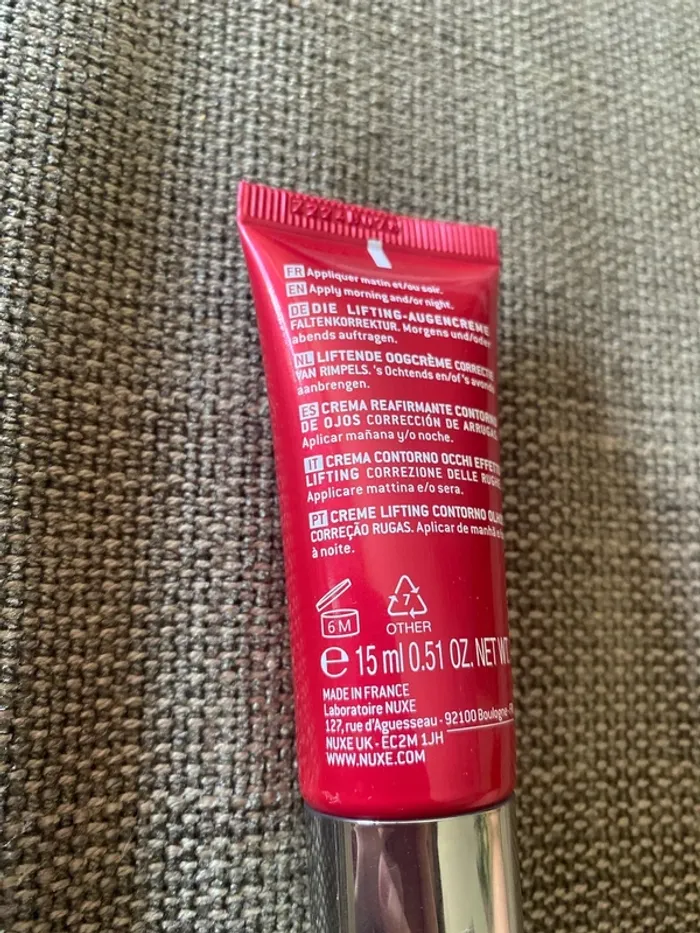 FR Appliquer matin et/ou soir.
EN Apply morning and/or night.
DE DIE LIFTING-AUGENCREME
FALTENKORREKTUR. Morgens und/oder
abends auftragen.
NL LIFTENDE OOGCRÈME CORRECTIE
VAN RIMPELS. 's Ochtends en/of 's avonds
aanbrengen.
ES CREMA REAFIRMANTE CONTORNO
DE OJOS CORRECCIÓN DE ARRUGAS
Aplicar mañana y/o noche.
IT CREMA CONTORNO OCCHI EFFETTO
LIFTING CORREZIONE DELLE RUGHE
Applicare mattina e/o sera.
PT CREME LIFTING CONTORNO
CORREÇÃO RUGAS. Aplicar de manhã
à noite.
6 M
7
OTHER
℮ 15 ml 0.51 OZ. NET WT.
MADE IN FRANCE
Laboratoire NUXE
127, rue d'Aguesseau - 92100 Boulogne
NUXE UK - EC2M 1JH
WWW.NUXE.COM